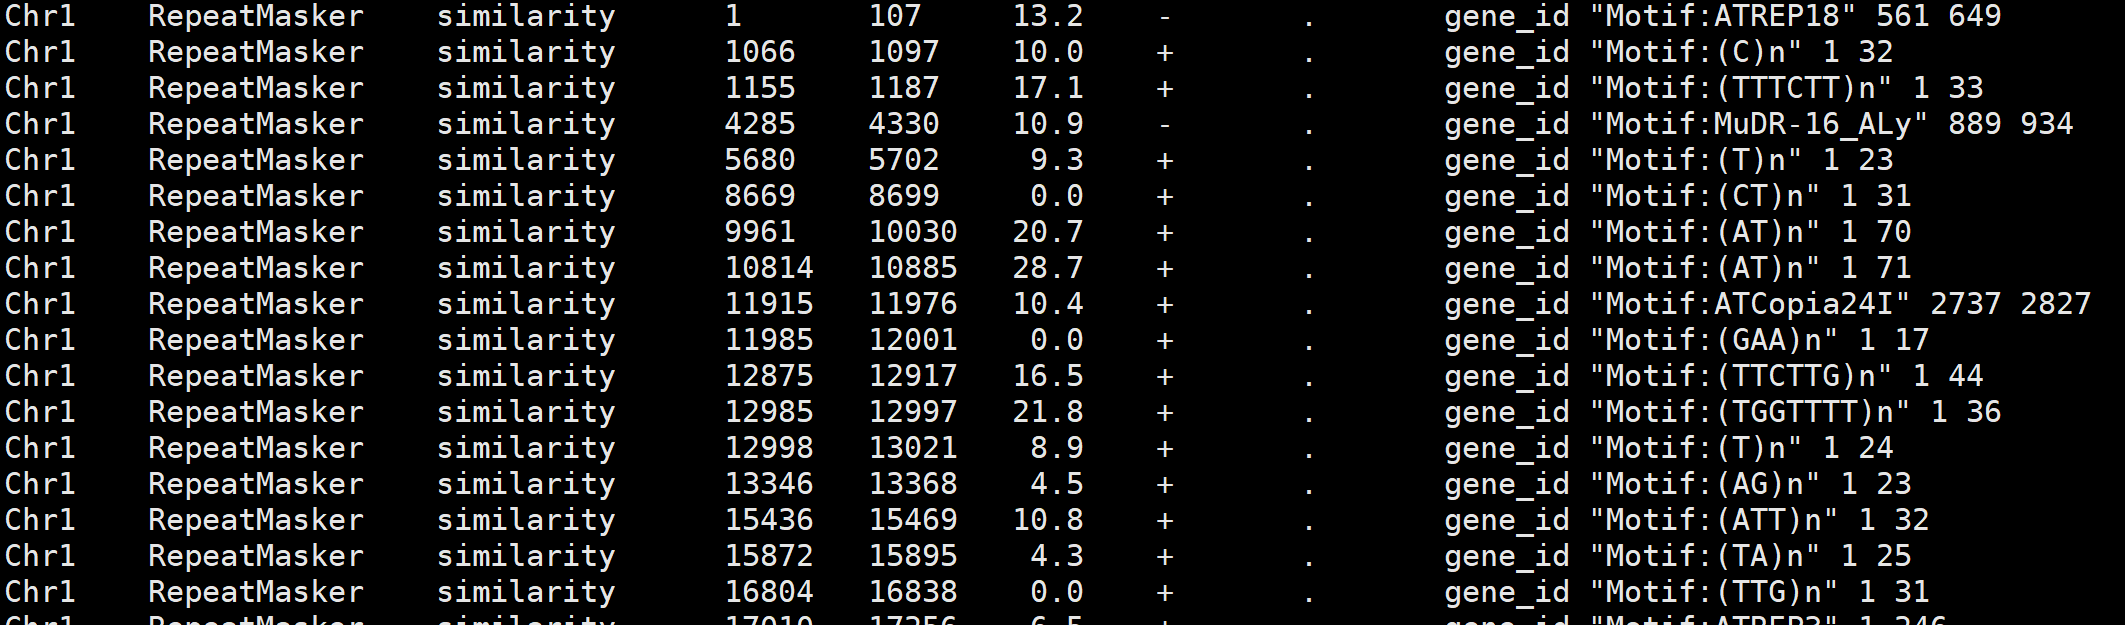 Chr1 RepeatMasker similarity 1 107 13.2 - . gene_id "Motif:ATREP18" 561 649
Chr1 RepeatMasker similarity 1066 1097 10.0 + . gene_id "Motif:(C)n" 1 32
Chr1 RepeatMasker similarity 1155 1187 17.1 + . gene_id "Motif:(TTTCTT)n" 1 33
Chr1 RepeatMasker similarity 4285 4330 10.9 - . gene_id "Motif:MuDR-16_ALy" 889 934
Chr1 RepeatMasker similarity 5680 5702 9.3 + . gene_id "Motif:(T)n" 1 23
Chr1 RepeatMasker similarity 8669 8699 0.0 + . gene_id "Motif:(CT)n" 1 31
Chr1 RepeatMasker similarity 9961 10030 20.7 + . gene_id "Motif:(AT)n" 1 70
Chr1 RepeatMasker similarity 10814 10885 28.7 + . gene_id "Motif:(AT)n" 1 71
Chr1 RepeatMasker similarity 11915 11976 10.4 + . gene_id "Motif:ATCopia24I" 2737 2827
Chr1 RepeatMasker similarity 11985 12001 0.0 + . gene_id "Motif:(GAA)n" 1 17
Chr1 RepeatMasker similarity 12875 12917 16.5 + . gene_id "Motif:(TTCTTG)n" 1 44
Chr1 RepeatMasker similarity 12985 12997 21.8 + . gene_id "Motif:(TGGTTTT)n" 1 36
Chr1 RepeatMasker similarity 12998 13021 8.9 + . gene_id "Motif:(T)n" 1 24
Chr1 RepeatMasker similarity 13346 13368 4.5 + . gene_id "Motif:(AG)n" 1 23
Chr1 RepeatMasker similarity 15436 15469 10.8 + . gene_id "Motif:(ATT)n" 1 32
Chr1 RepeatMasker similarity 15872 15895 4.3 + . gene_id "Motif:(TA)n" 1 25
Chr1 RepeatMasker similarity 16804 16838 0.0 + . gene_id "Motif:(TTG)n" 1 31
Chr1 RepeatMasker similarity